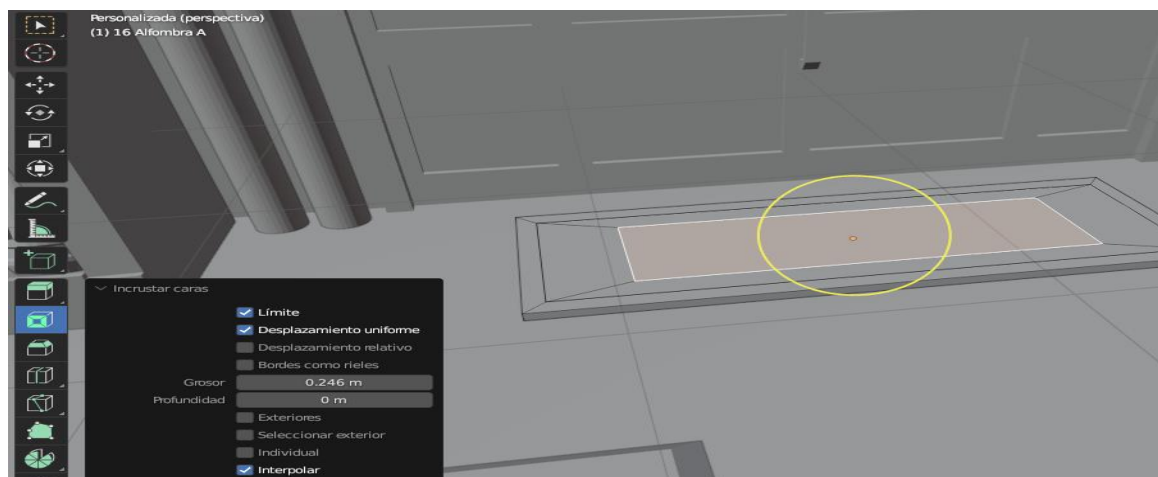 Personalizada (perspectiva)
(1) 16 Alfombra A
Incrustar caras
Límite
Desplazamiento uniforme
Desplazamiento relativo
Bordes como rieles
Grosor 0.246 m
Profundidad 0 m
Exteriores
Seleccionar exterior
Individual
Interpolar